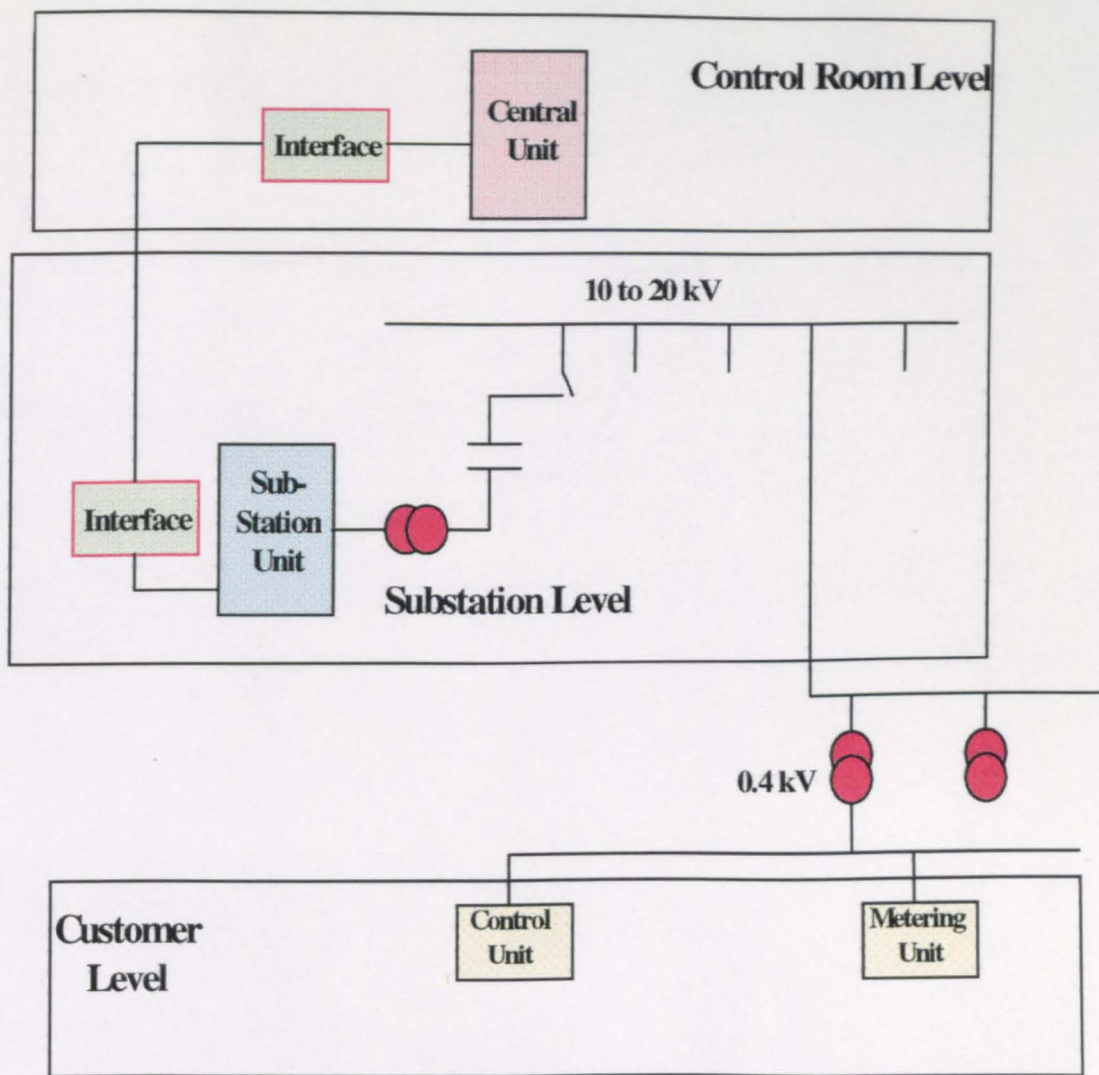 Control Room Level
Central
Unit
Interface
10 to 20 kV
Sub-
Station
Unit
Interface
Substation Level
0.4 kV
Customer
Level
Control
Unit
Metering
Unit